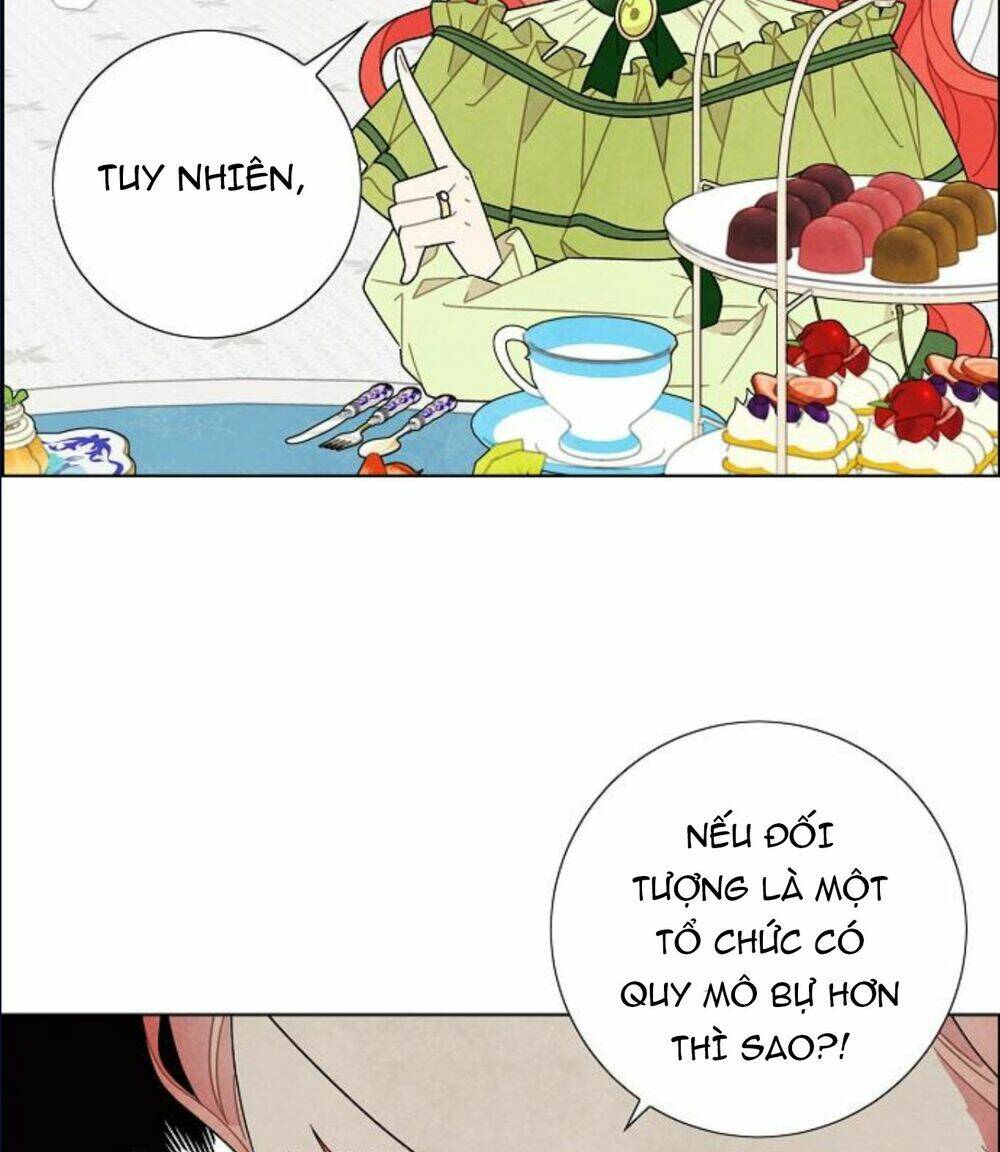 TUY NHIÊN,
NẾU ĐỐI
TƯỢNG LÀ MỘT
TỔ CHỨC CÓ
QUY MÔ BỰ HƠN
THÌ SAO?!